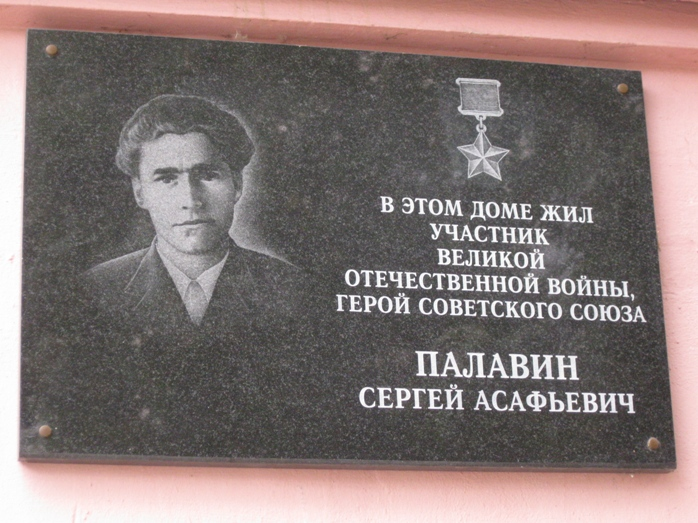 В ЭТОМ ДОМЕ ЖИЛ
УЧАСТНИК
ВЕЛИКОЙ
ОТЕЧЕСТВЕННОЙ ВОЙНЫ,
ГЕРОЙ СОВЕТСКОГО СОЮЗА
ПАЛАВИН
СЕРГЕЙ АСАФЬЕВИЧ